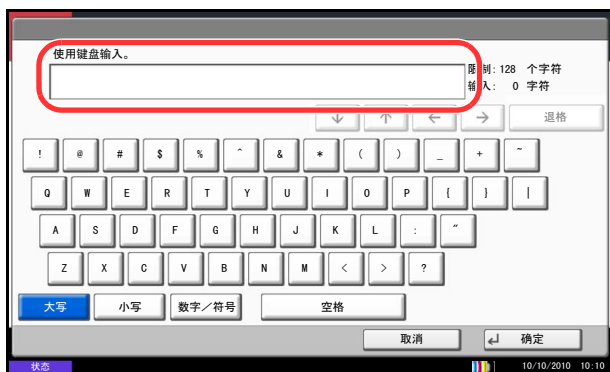 使用键盘输入。
限制: 128 个字符
输入: 0 字符
↓ ↑ ← → 退格
! @ # $ % ^ & * ( ) _ + ~
Q W E R T Y U I O P { } |
A S D F G H J K L : "
Z X C V B N M < > ?
大写 小写 数字/符号 空格
取消 确定
状态 10/10/2010 10:10